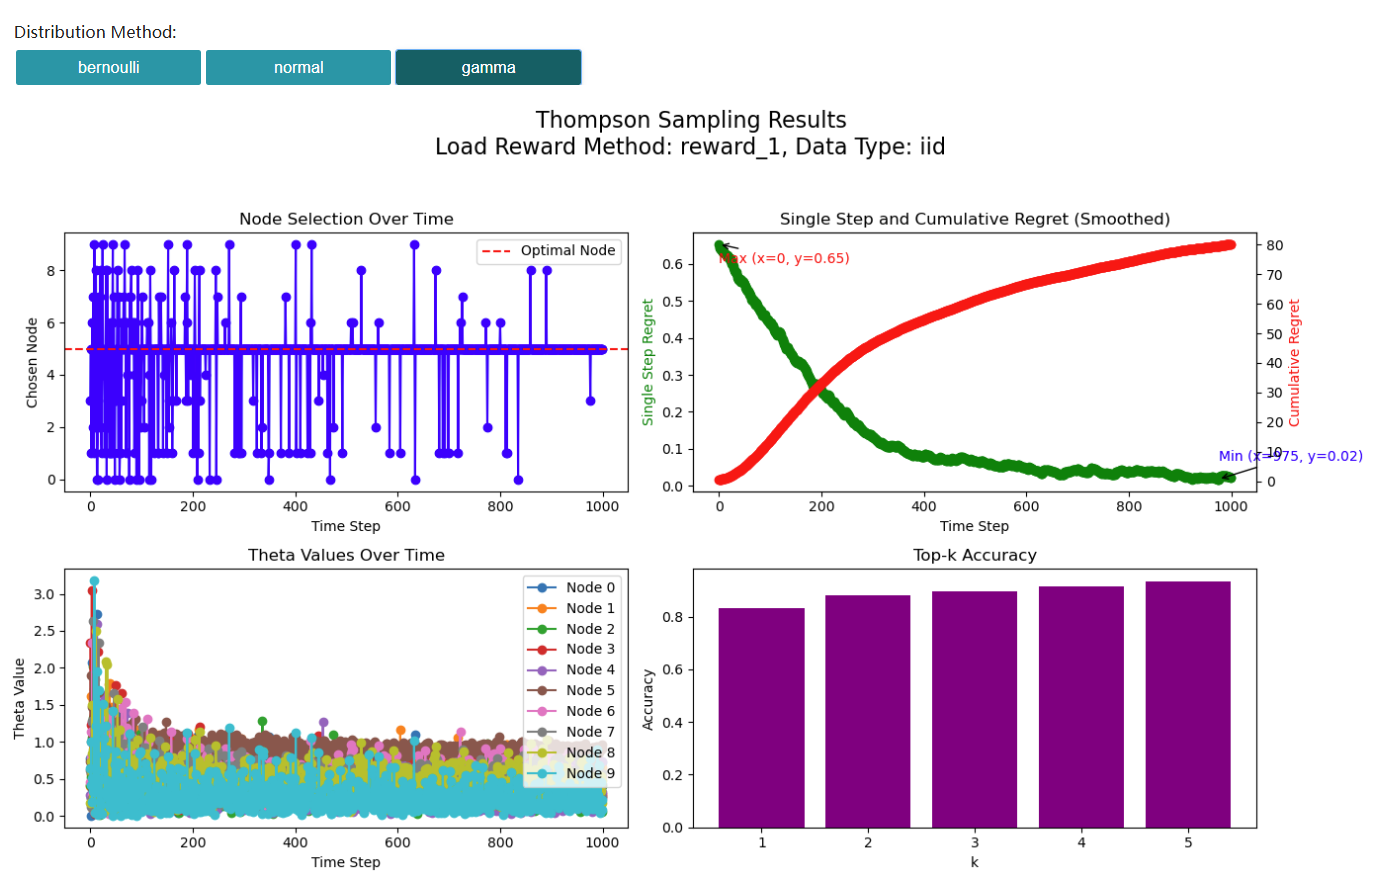 Distribution Method:
bernoulli normal gamma
Thompson Sampling Results
Load Reward Method: reward_1, Data Type: iid
Node Selection Over Time
Optimal Node
Chosen Node
8
6
4
2
0
0 200 400 600 800 1000
Time Step
Single Step and Cumulative Regret (Smoothed)
Max (x=0, y=0.65)
Min (x=975, y=0.02)
Single Step Regret
0.6
0.5
0.4
0.3
0.2
0.1
0.0
Cumulative Regret
80
70
60
50
40
30
20
10
0
0 200 400 600 800 1000
Time Step
Theta Values Over Time
Node 0
Node 1
Node 2
Node 3
Node 4
Node 5
Node 6
Node 7
Node 8
Node 9
Theta Value
3.0
2.5
2.0
1.5
1.0
0.5
0.0
0 200 400 600 800 1000
Time Step
Top-k Accuracy
Accuracy
0.8
0.6
0.4
0.2
0.0
1 2 3 4 5
k